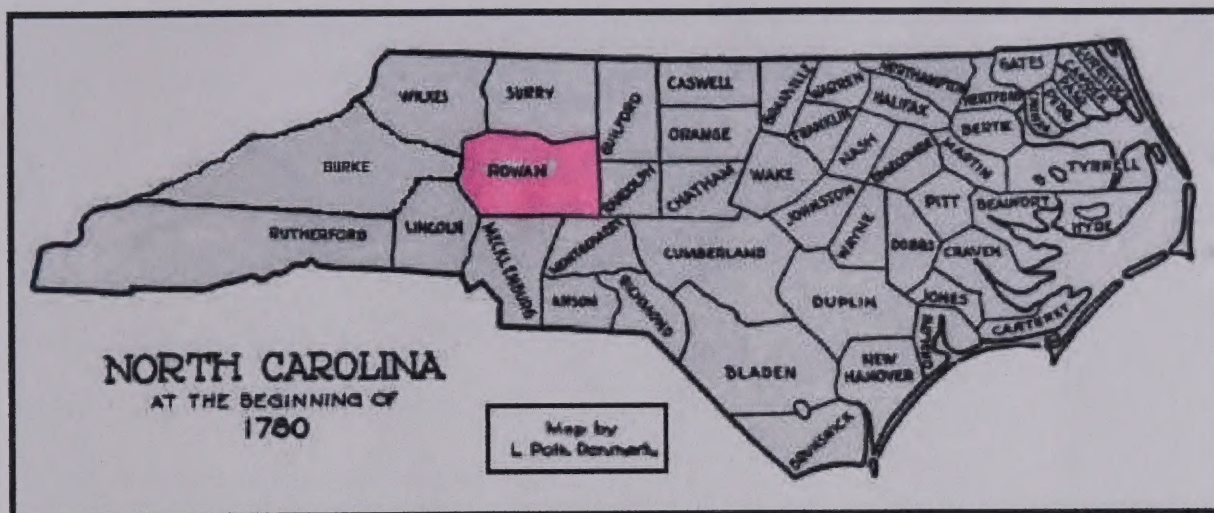 WILKES
SURRY
GUILFORD
CASWELL
ORANGE
GRANVILLE
WARREN
FRANKLIN
NORTHAMPTON
HALIFAX
HERTFORD
GATES
CURRITUCK
CAMDEN
BERTIE
MARTIN
TYRRELL
BURKE
ROWAN
RANDOLPH
CHATHAM
WAKE
NASH
JOHNSTON
PITT
BEAUFORT
HYDE
RUTHERFORD
LINCOLN
MECKLENBURG
MONTGOMERY
CUMBERLAND
WAYNE
DOBBS
CRAVEN
ANSON
RICHMOND
DUPLIN
JONES
CARTERET
BLADEN
NEW
HANOVER
BRUNSWICK
NORTH CAROLINA
AT THE BEGINNING OF
1780
Map by
L. Polk Denmark